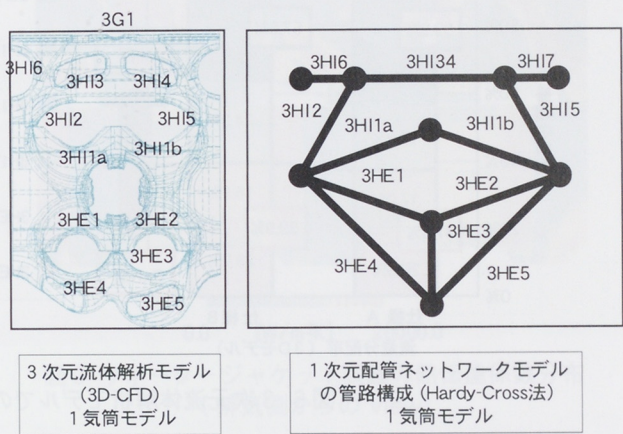 3G1
3HI6
3HI3 3HI4
3HI2 3HI5
3HI1a 3HI1b
3HE1 3HE2
3HE3
3HE4
3HE5
3HI6 3HI34 3HI7
3HI2 3HI5
3HI1a 3HI1b
3HE1 3HE2
3HE3
3HE4 3HE5
3次元流体解析モデル
(3D-CFD)
1気筒モデル
1次元配管ネットワークモデル
の管路構成(Hardy-Cross法)
1気筒モデル